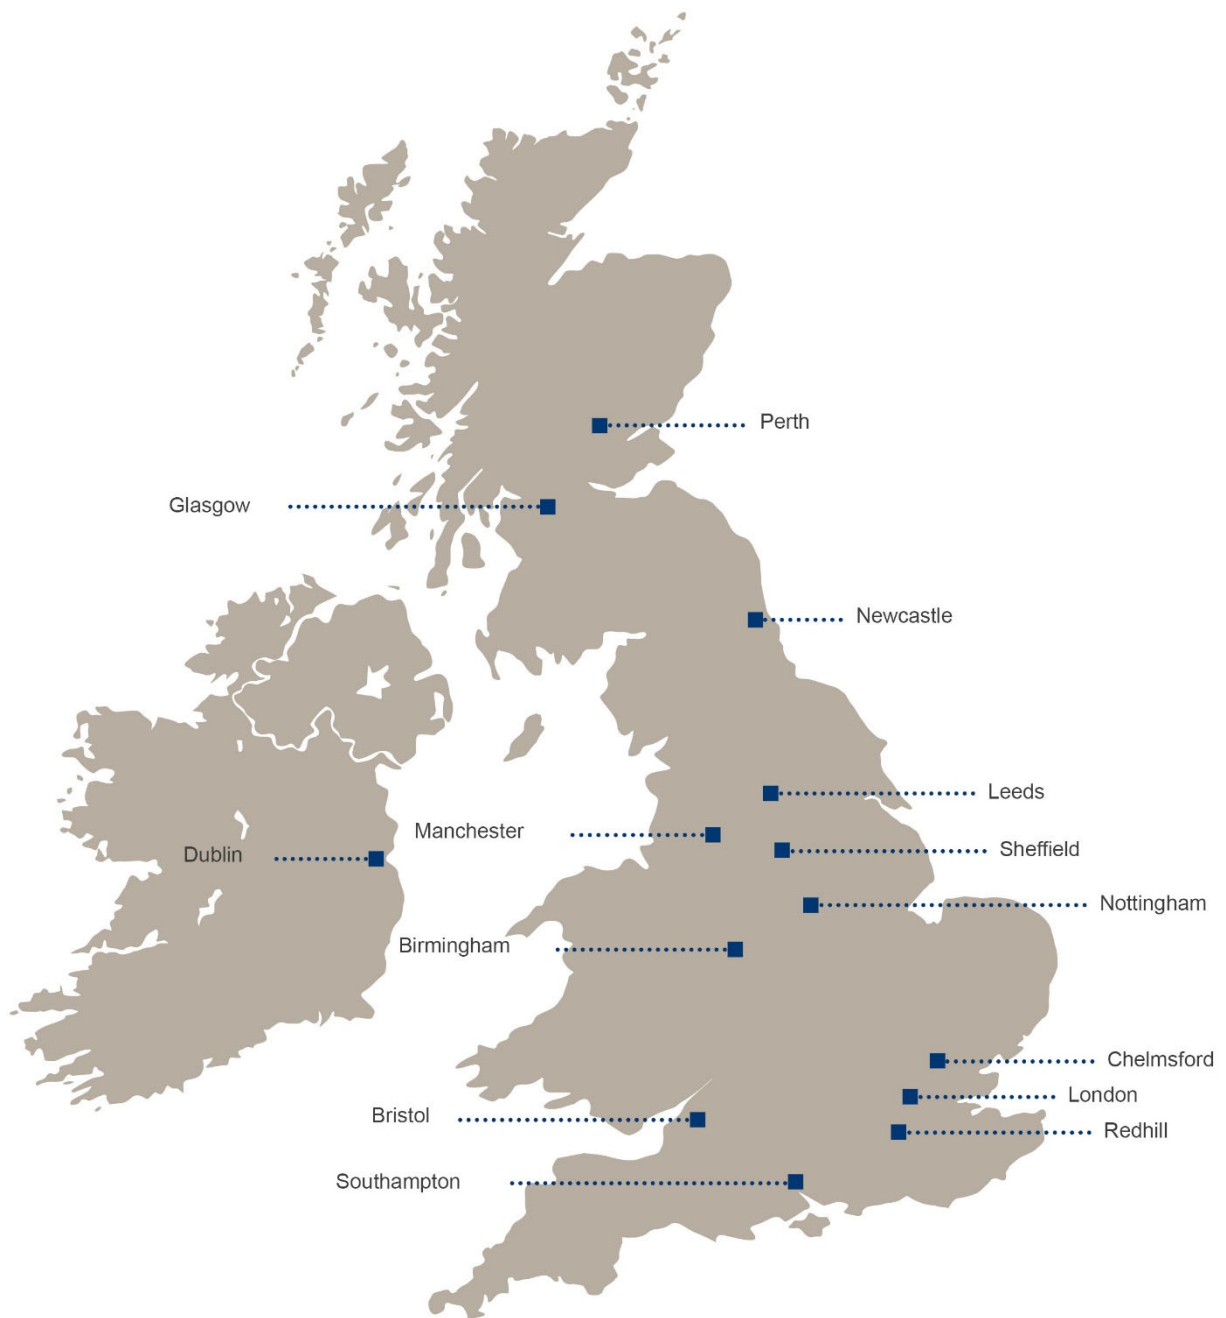 Perth
Glasgow
Newcastle
Leeds
Manchester
Sheffield
Dublin
Nottingham
Birmingham
Chelmsford
London
Bristol
Redhill
Southampton